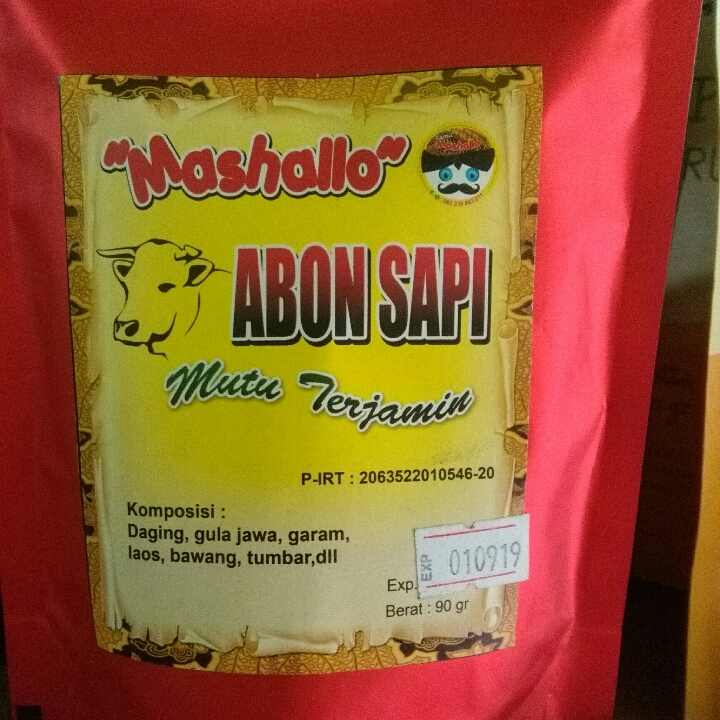 "Mashallo"
ABON SAPI
Mutu Terjamin
P-IRT : 2063522010546-20
Komposisi :
Daging, gula jawa, garam,
laos, bawang, tumbar,dll
EXP 010919
Exp.
Berat : 90 gr